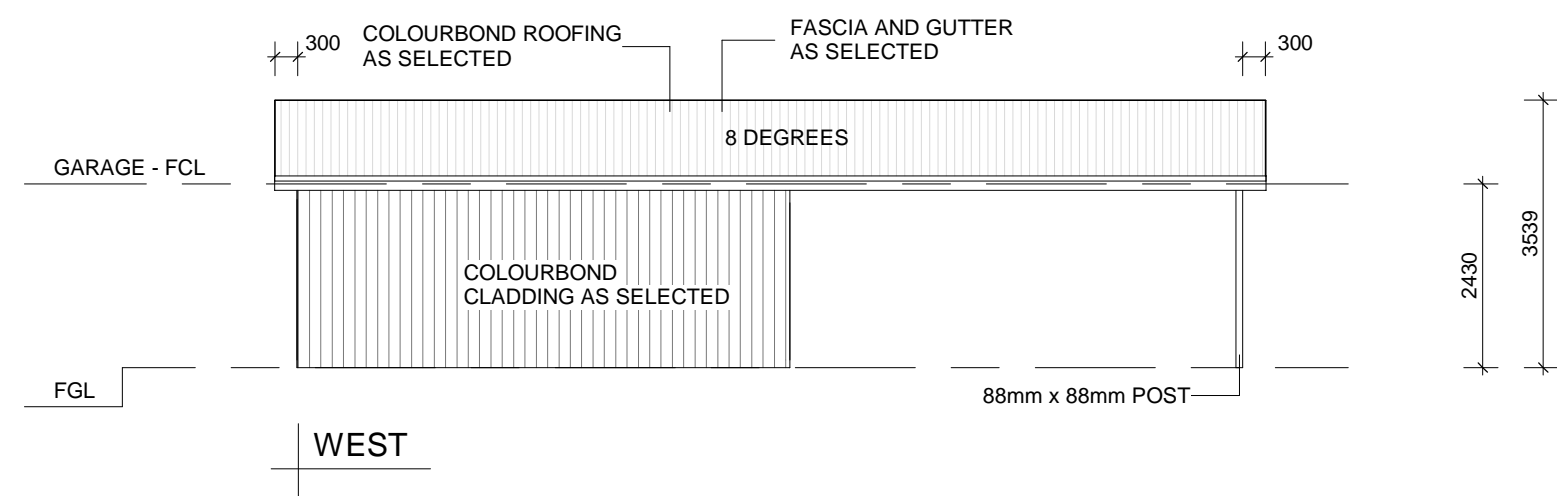 300
COLOURBOND ROOFING
AS SELECTED
FASCIA AND GUTTER
AS SELECTED
300
8 DEGREES
GARAGE - FCL
3539
2430
COLOURBOND
CLADDING AS SELECTED
FGL
88mm x 88mm POST
WEST